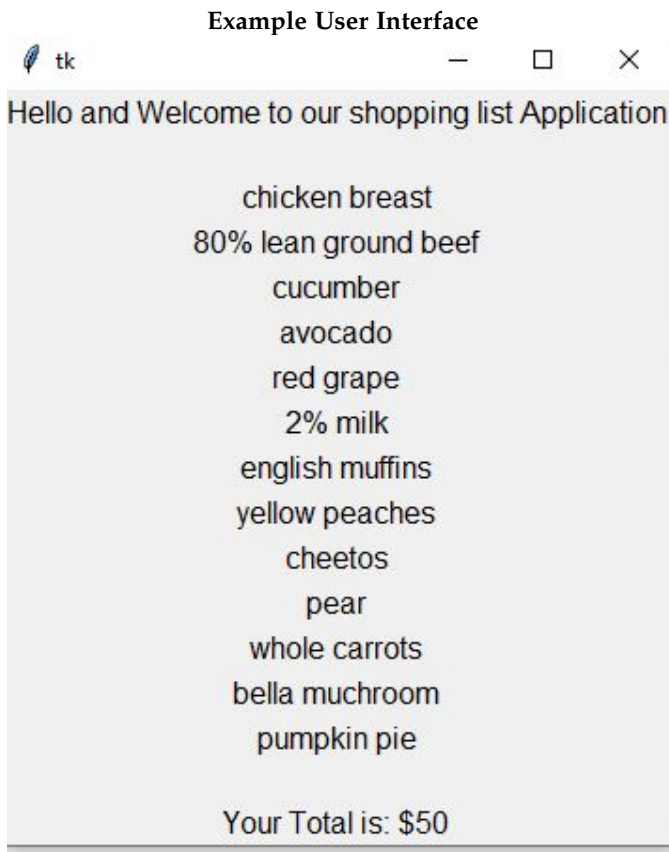 Example User Interface
tk
Hello and Welcome to our shopping list Application
chicken breast
80% lean ground beef
cucumber
avocado
red grape
2% milk
english muffins
yellow peaches
cheetos
pear
whole carrots
bella muchroom
pumpkin pie
Your Total is: $50